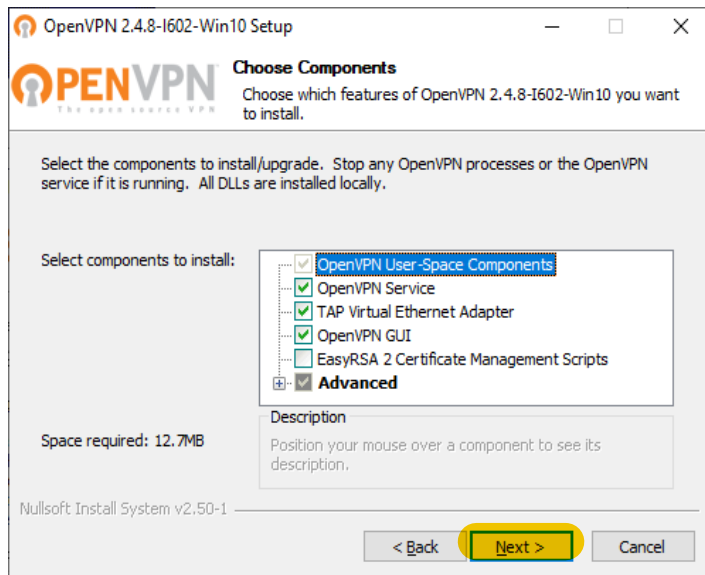 OpenVPN 2.4.8-I602-Win10 Setup
OPENVPN
The open source VPN
Choose Components
Choose which features of OpenVPN 2.4.8-I602-Win10 you want
to install.
Select the components to install/upgrade. Stop any OpenVPN processes or the OpenVPN
service if it is running. All DLLs are installed locally.
Select components to install:
OpenVPN User-Space Components
OpenVPN Service
TAP Virtual Ethernet Adapter
OpenVPN GUI
EasyRSA 2 Certificate Management Scripts
Advanced
Space required: 12.7MB
Description
Position your mouse over a component to see its
description.
Nullsoft Install System v2.50-1
< Back Next > Cancel